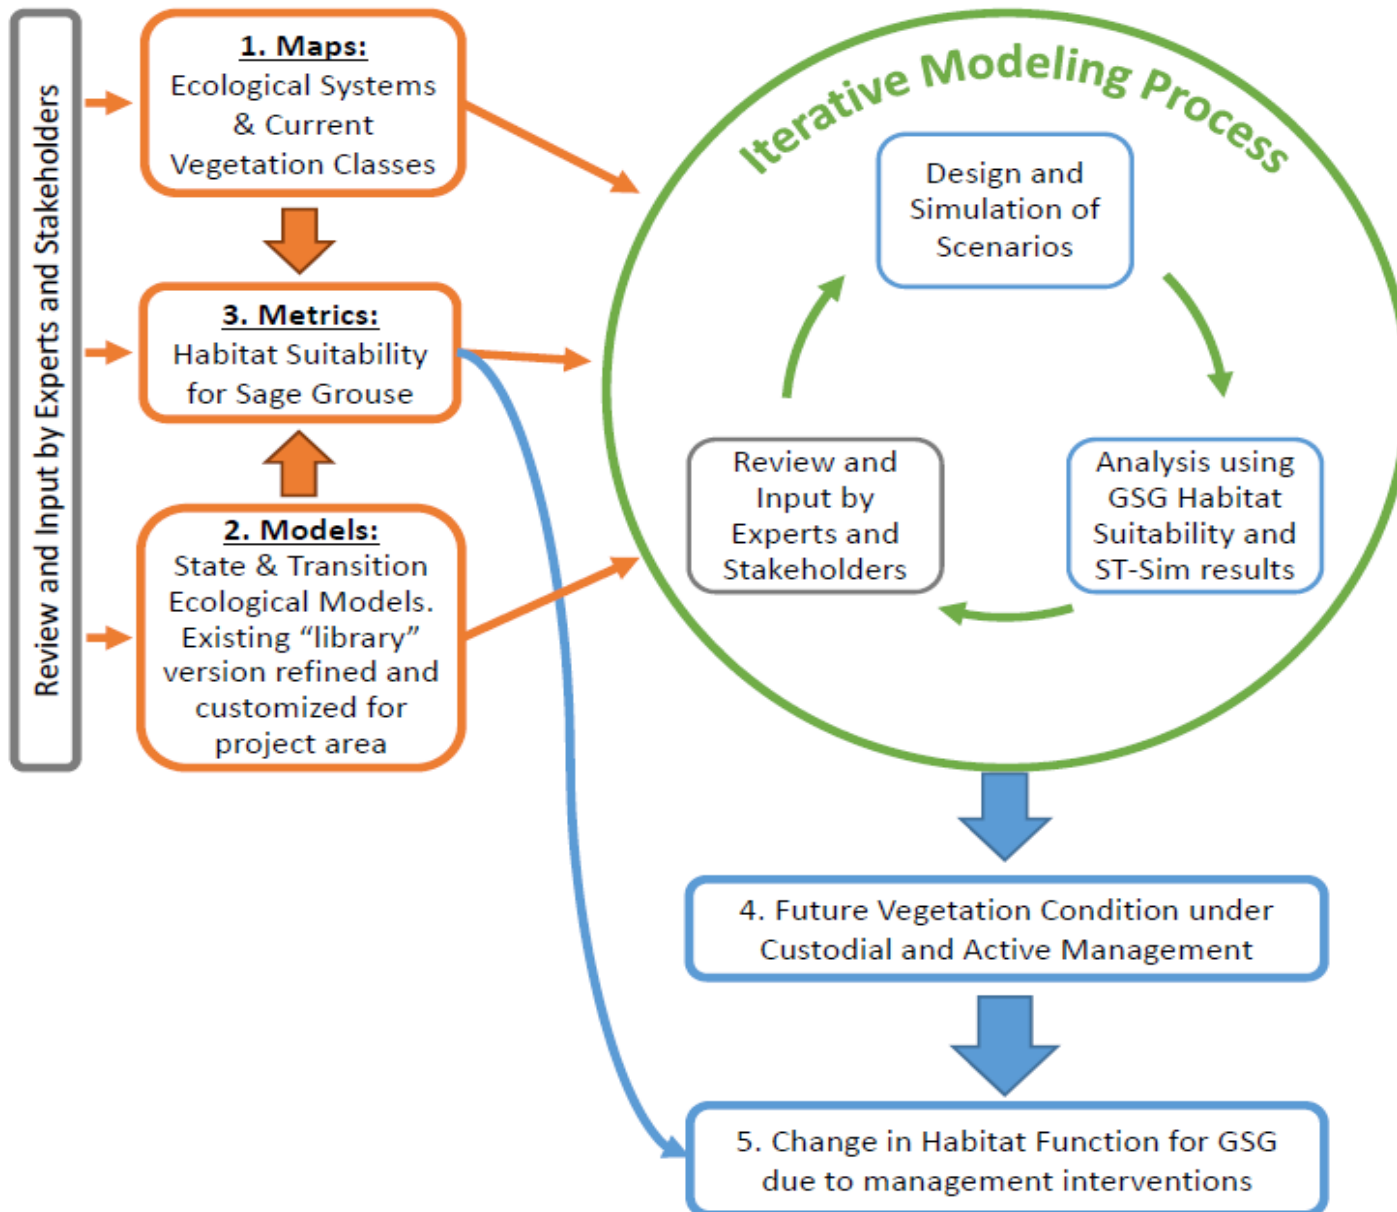 Review and Input by Experts and Stakeholders
1. Maps:
Ecological Systems
& Current
Vegetation Classes
3. Metrics:
Habitat Suitability
for Sage Grouse
2. Models:
State & Transition
Ecological Models.
Existing “library”
version refined and
customized for
project area
Iterative Modeling Process
Design and
Simulation of
Scenarios
Analysis using
GSG Habitat
Suitability and
ST-Sim results
Review and
Input by
Experts and
Stakeholders
4. Future Vegetation Condition under
Custodial and Active Management
5. Change in Habitat Function for GSG
due to management interventions